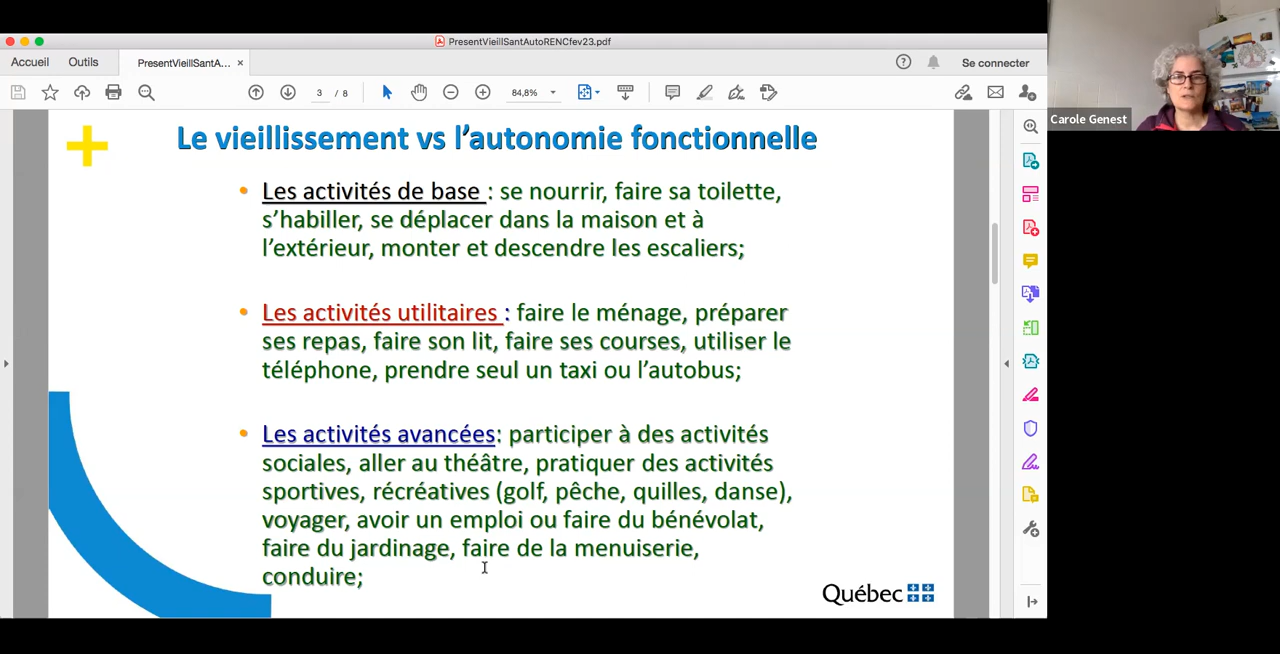 PresentVieillSantAutoRENCfev23.pdf
Accueil
Outils
PresentVieillSantA...
Se connecter
3 / 8
84,8%
Carole Genest
Le vieillissement vs l’autonomie fonctionnelle
• Les activités de base : se nourrir, faire sa toilette,
s’habiller, se déplacer dans la maison et à
l’extérieur, monter et descendre les escaliers;
• Les activités utilitaires : faire le ménage, préparer
ses repas, faire son lit, faire ses courses, utiliser le
téléphone, prendre seul un taxi ou l’autobus;
• Les activités avancées: participer à des activités
sociales, aller au théâtre, pratiquer des activités
sportives, récréatives (golf, pêche, quilles, danse),
voyager, avoir un emploi ou faire du bénévolat,
faire du jardinage, faire de la menuiserie,
conduire;
Québec